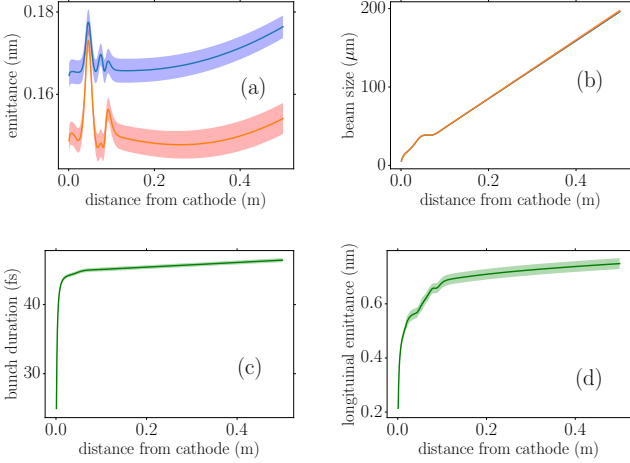 0.18
0.16
emittance (nm)
(a)
0.0
0.2
0.4
distance from cathode (m)
200
100
0
beam size (μm)
(b)
0.0
0.2
0.4
distance from cathode (m)
40
30
bunch duration (fs)
(c)
0.0
0.2
0.4
distance from cathode (m)
0.6
0.4
0.2
longituinal emittance (nm)
(d)
0.0
0.2
0.4
distance from cathode (m)